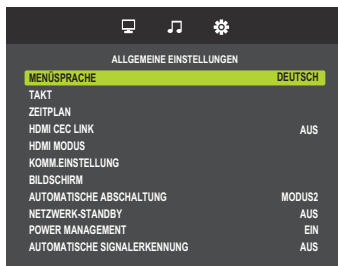 ALLGEMEINE EINSTELLUNGEN
MENÜSPRACHE DEUTSCH
TAKT
ZEITPLAN
HDMI CEC LINK AUS
HDMI MODUS
KOMM.EINSTELLUNG
BILDSCHIRM
AUTOMATISCHE ABSCHALTUNG MODUS2
NETZWERK-STANDBY AUS
POWER MANAGEMENT EIN
AUTOMATISCHE SIGNALERKENNUNG AUS